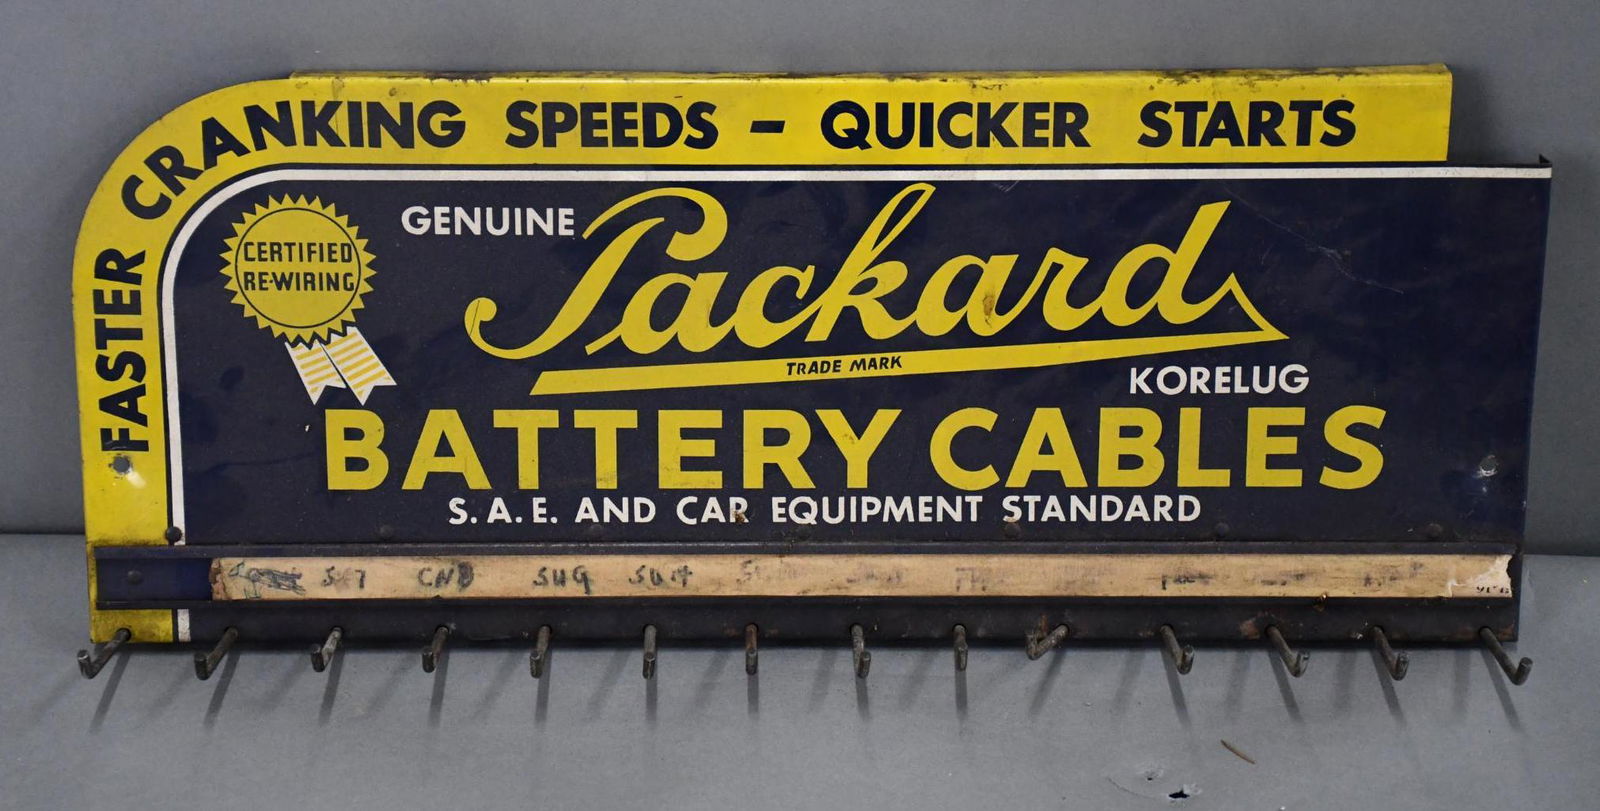 FASTER CRANKING SPEEDS - QUICKER STARTS
CERTIFIED
RE-WIRING
GENUINE Packard
TRADE MARK
KORELUG
BATTERY CABLES
S.A.E. AND CAR EQUIPMENT STANDARD
CNB